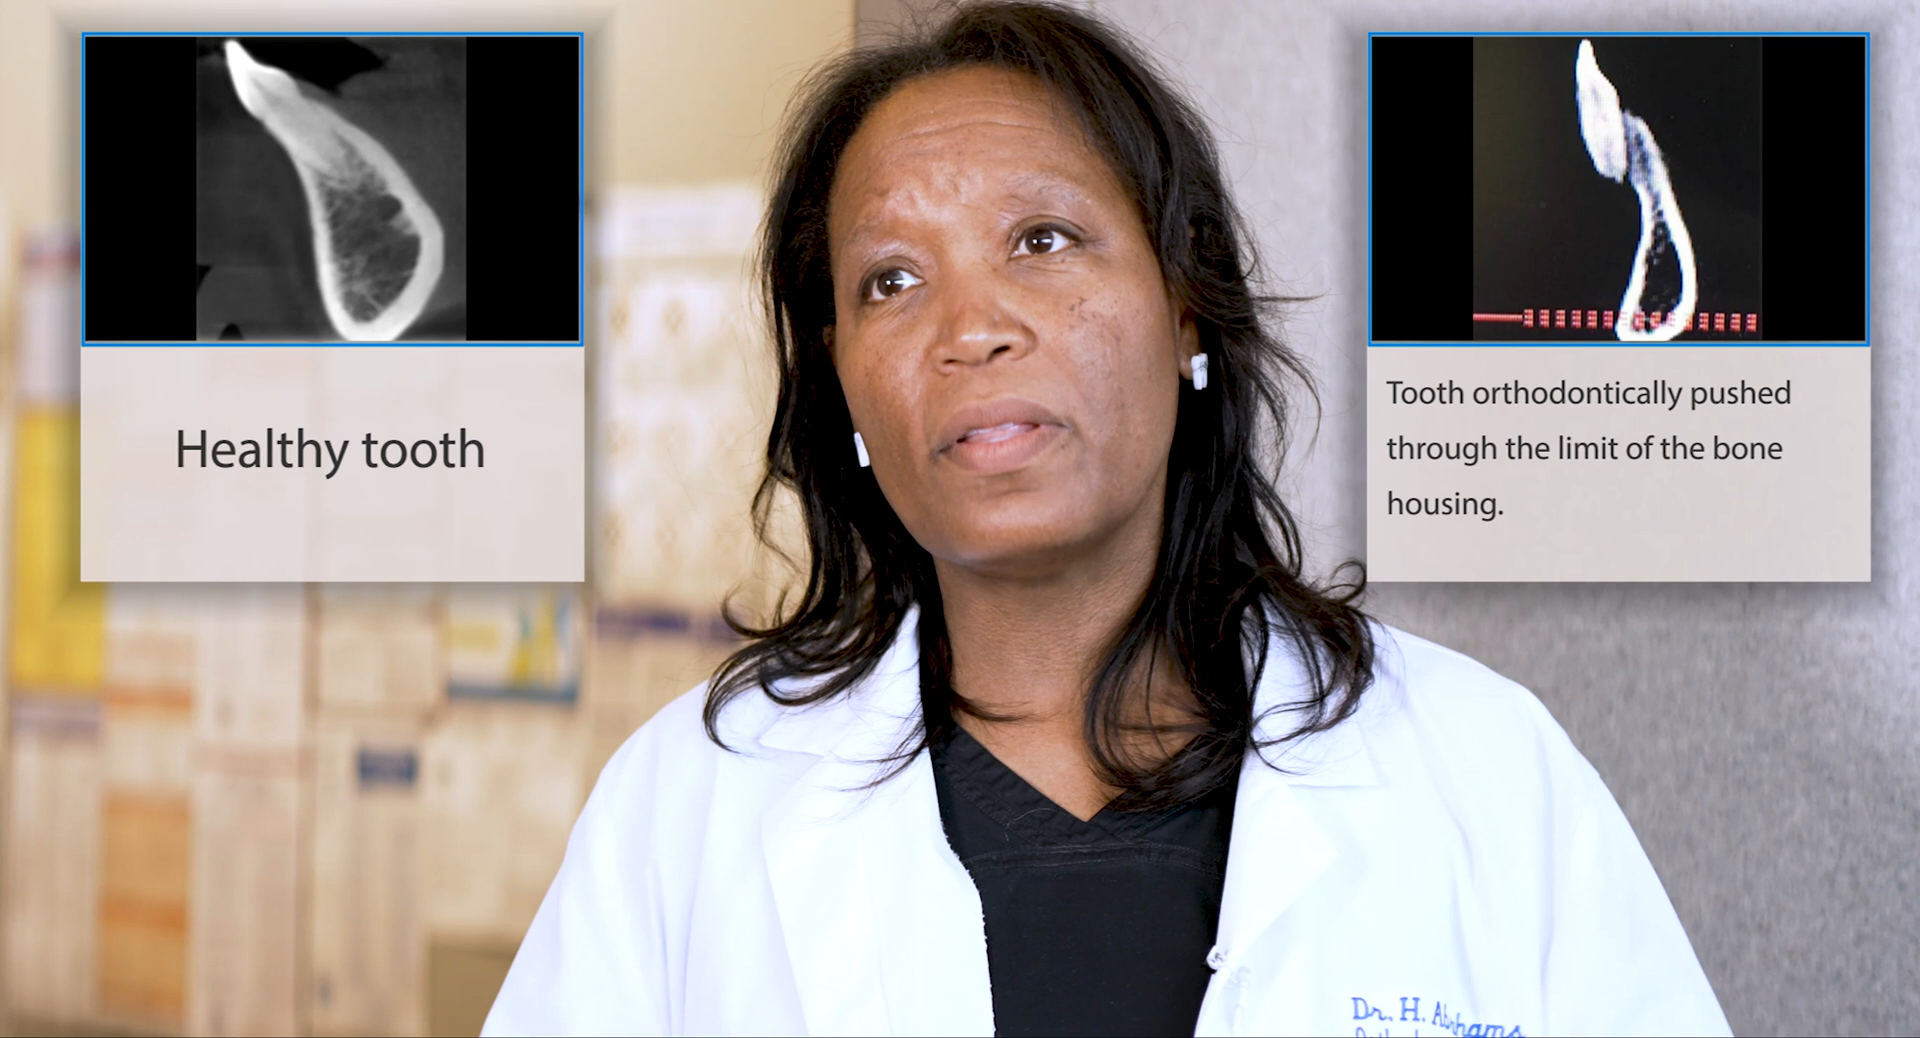 Healthy tooth
Tooth orthodontically pushed
through the limit of the bone
housing.
Dr. H. Abrahams